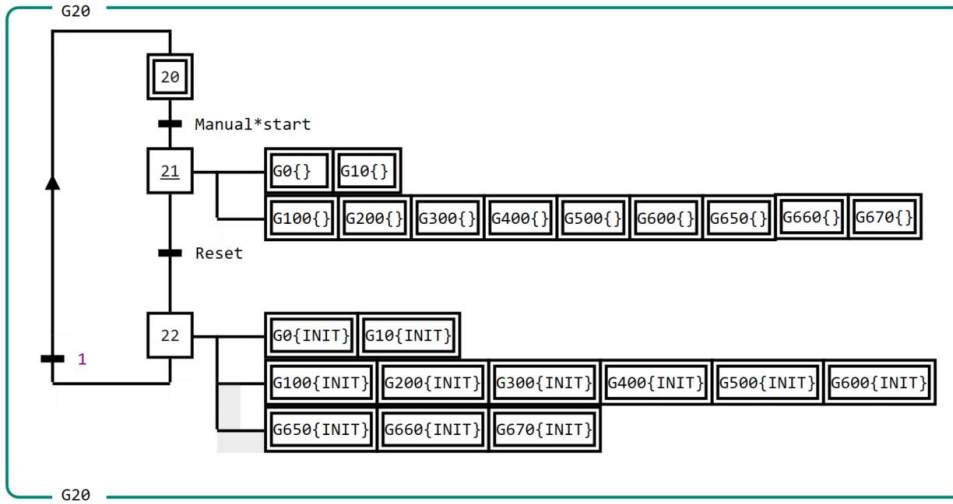 G20
20
Manual*start
21 G0{} G10{}
G100{} G200{} G300{} G400{} G500{} G600{} G650{} G660{} G670{}
Reset
22 G0{INIT} G10{INIT}
1
G100{INIT} G200{INIT} G300{INIT} G400{INIT} G500{INIT} G600{INIT}
G650{INIT} G660{INIT} G670{INIT}
G20